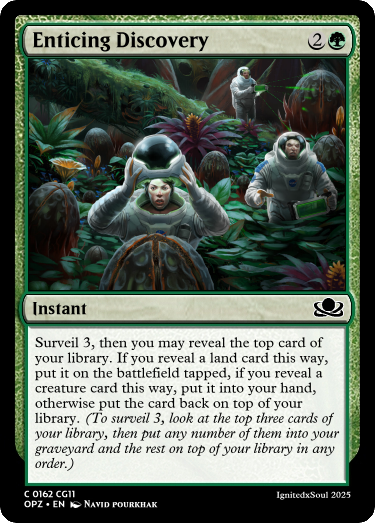 Enticing Discovery 2
Instant
Surveil 3, then you may reveal the top card of
your library. If you reveal a land card this way,
put it on the battlefield tapped, if you reveal a
creature card this way, put it into your hand,
otherwise put the card back on top of your
library. (To surveil 3, look at the top three cards of
your library, then put any number of them into your
graveyard and the rest on top of your library in any
order.)
C 0162 CG11
OPZ • EN Navid pourkhak
IgnitedxSoul 2025